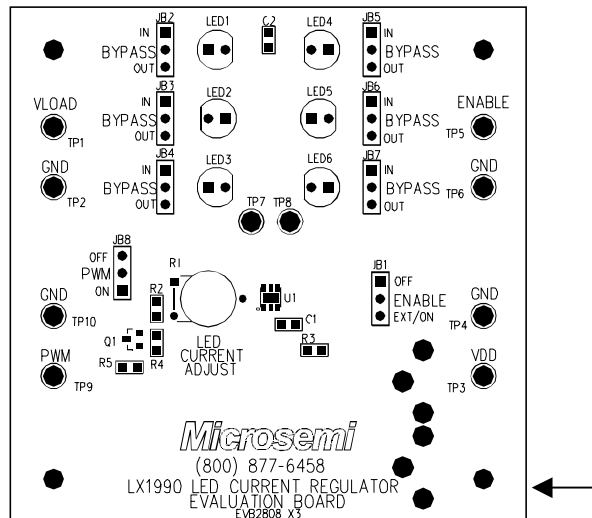 JB2 LED1 C2 LED4 JB5
IN IN
BYPASS BYPASS
OUT OUT
JB3 LED2 LED5 JB6
IN IN
VLOAD BYPASS BYPASS ENABLE
OUT OUT
TP1 TP5
JB4 LED3 LED6 JB7
GND IN IN GND
BYPASS BYPASS
TP2 OUT OUT TP6
TP7 TP8
JB8 R1 JB1
OFF OFF
PWM ENABLE
ON R2 U1 EXT/ON
GND C1 GND
TP10 TP4
Q1 LED R3
CURRENT
ADJUST
PWM R5 R4 VDD
TP9 TP3
Microsemi
(800) 877-6458
LX1990 LED CURRENT REGULATOR
EVALUATION BOARD
EVB2808 X3